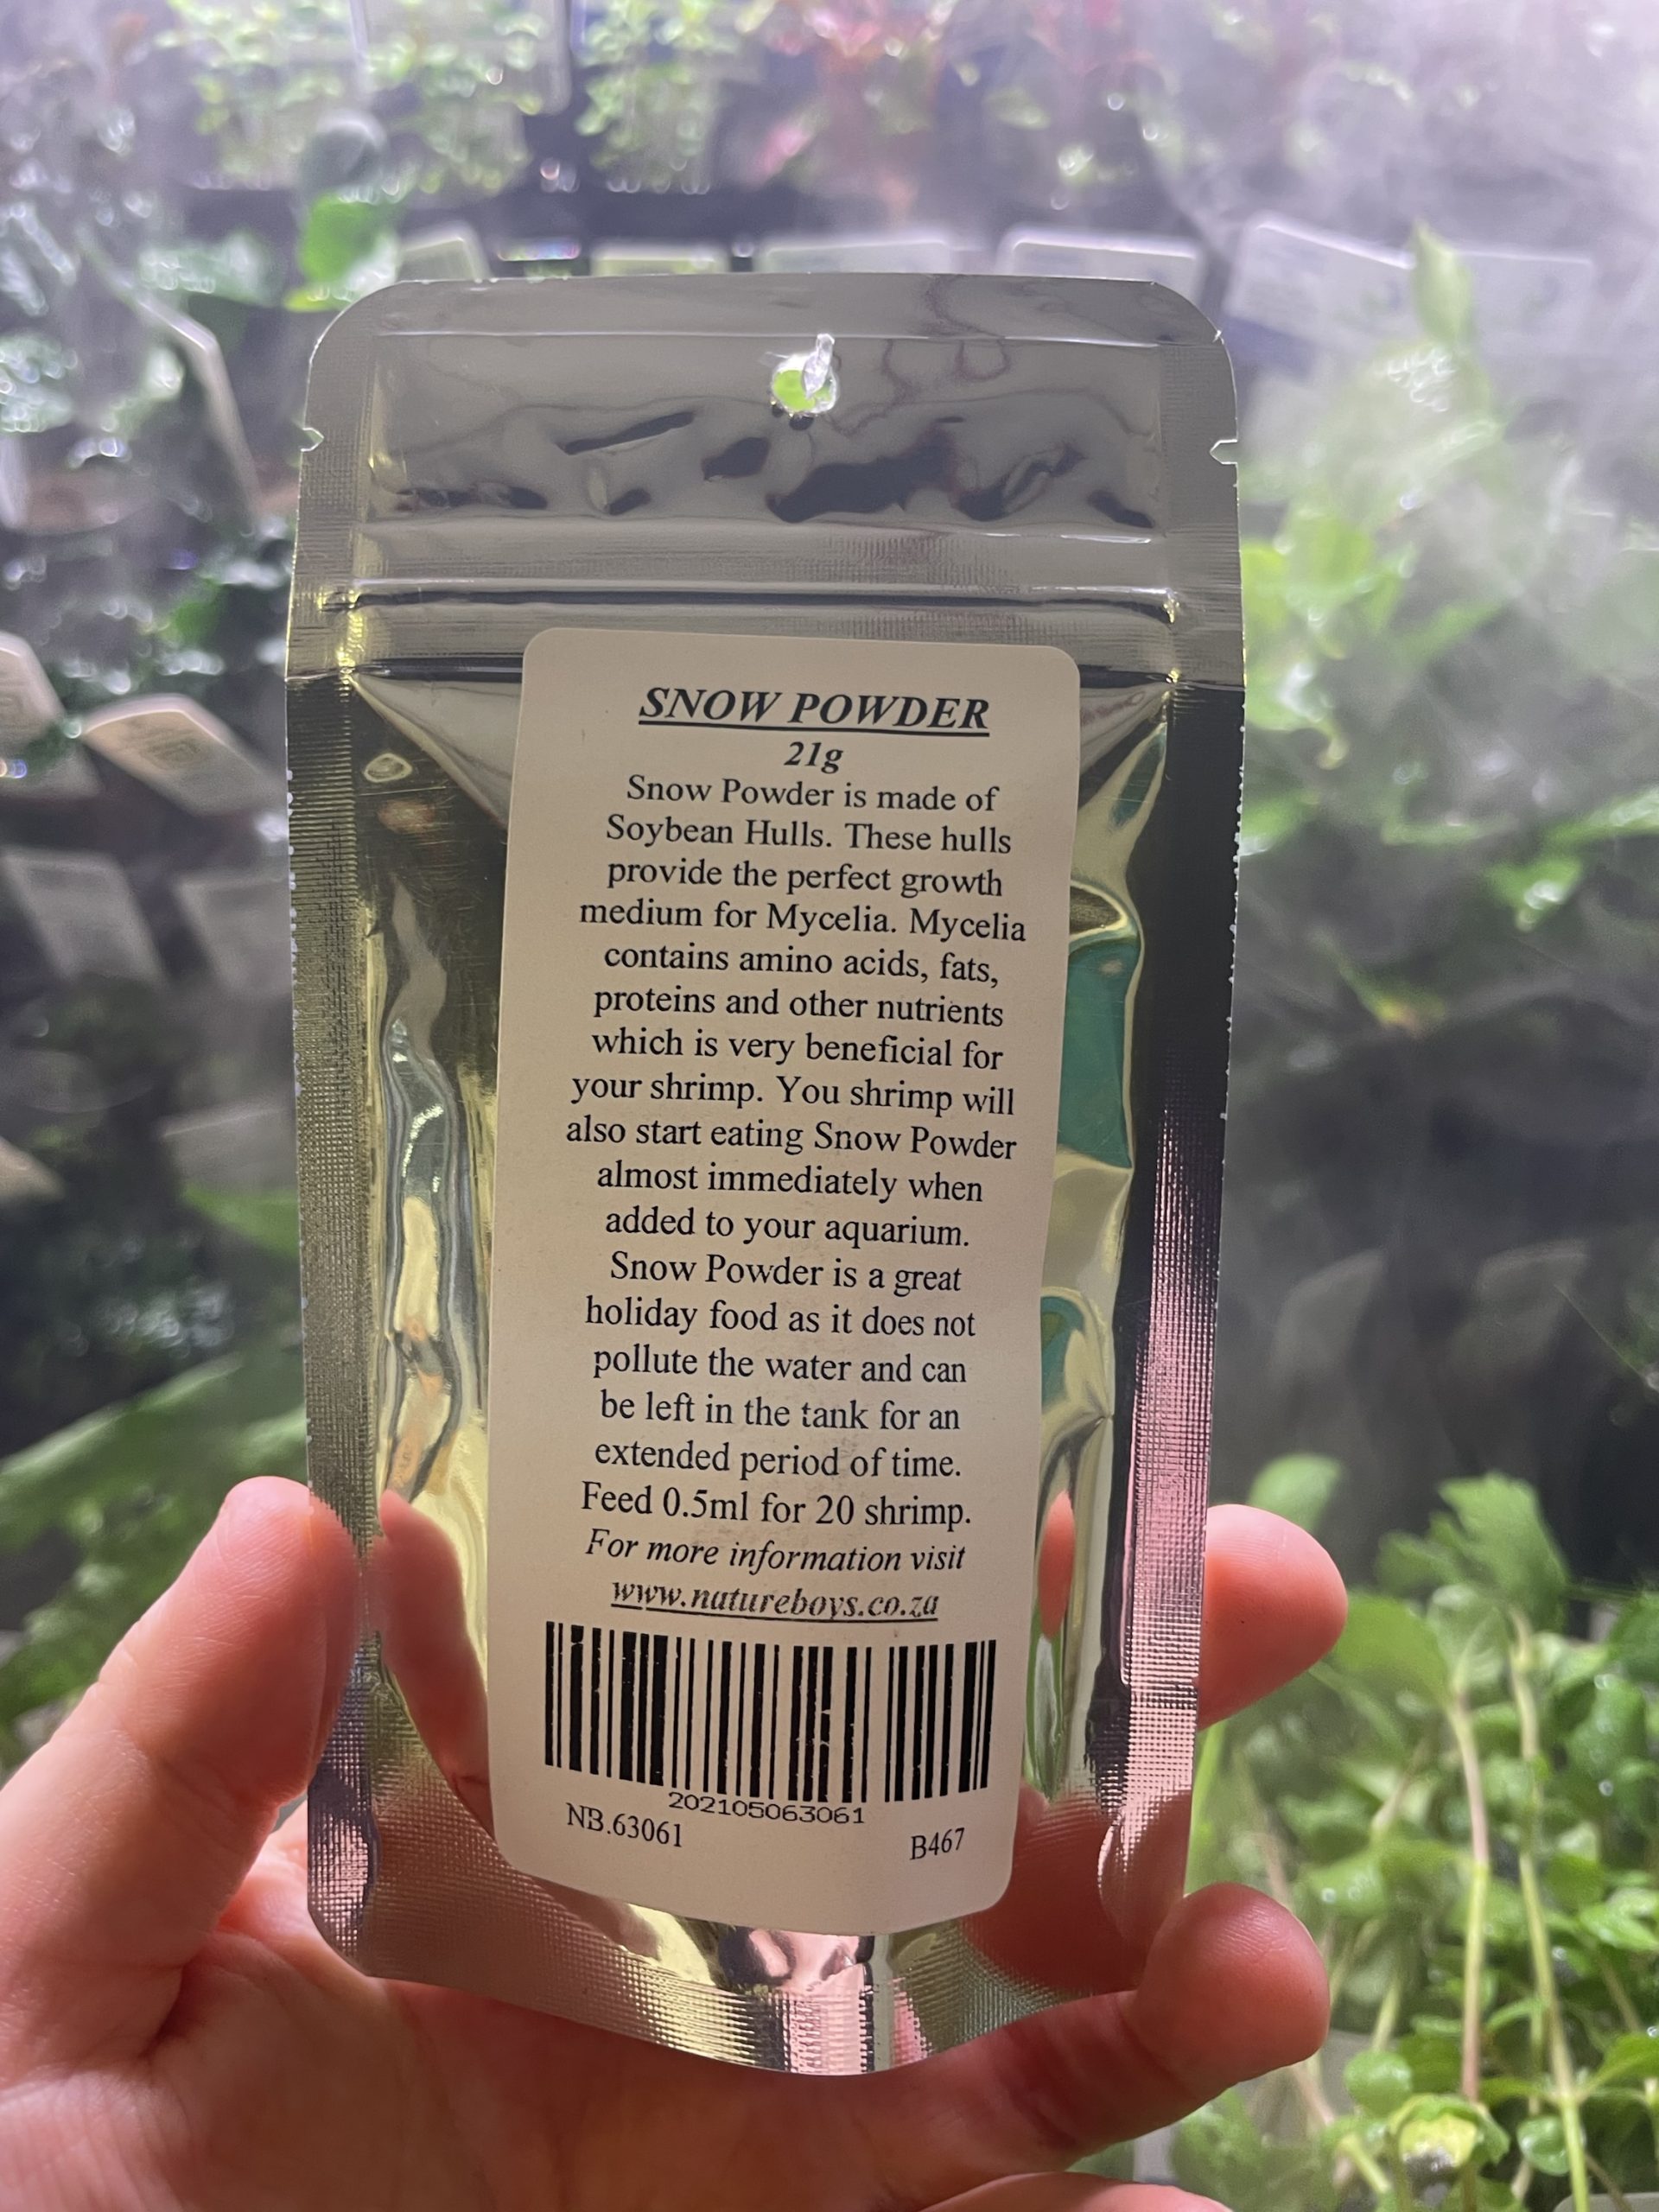 SNOW POWDER
21g
Snow Powder is made of
Soybean Hulls. These hulls
provide the perfect growth
medium for Mycelia. Mycelia
contains amino acids, fats,
proteins and other nutrients
which is very beneficial for
your shrimp. You shrimp will
also start eating Snow Powder
almost immediately when
added to your aquarium.
Snow Powder is a great
holiday food as it does not
pollute the water and can
be left in the tank for an
extended period of time.
Feed 0.5ml for 20 shrimp.
For more information visit
www.natureboys.co.za
202105063061
NB.63061 B467